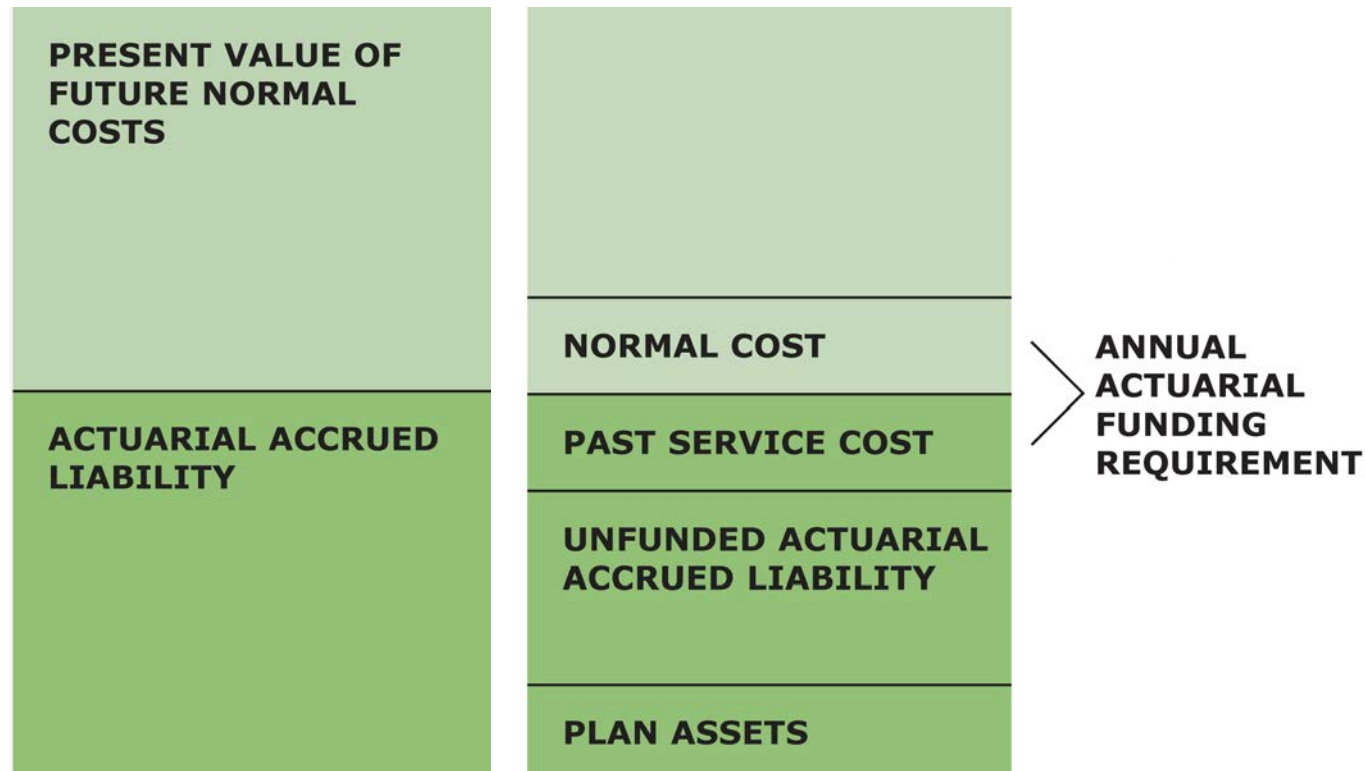 PRESENT VALUE OF
FUTURE NORMAL
COSTS
ACTUARIAL ACCRUED
LIABILITY
NORMAL COST
PAST SERVICE COST
UNFUNDED ACTUARIAL
ACCRUED LIABILITY
PLAN ASSETS
ANNUAL
ACTUARIAL
FUNDING
REQUIREMENT